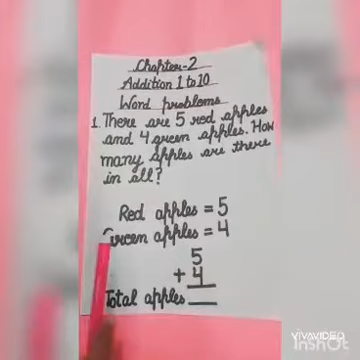 Chapter-2
Addition 1 to 10
Word problems
1. There are 5 red apples
and 4 green apples. How
many apples are there
in all?
Red apples = 5
Green apples = 4
5
+ 4
Total apples
VIVAVIDEO
InShOt